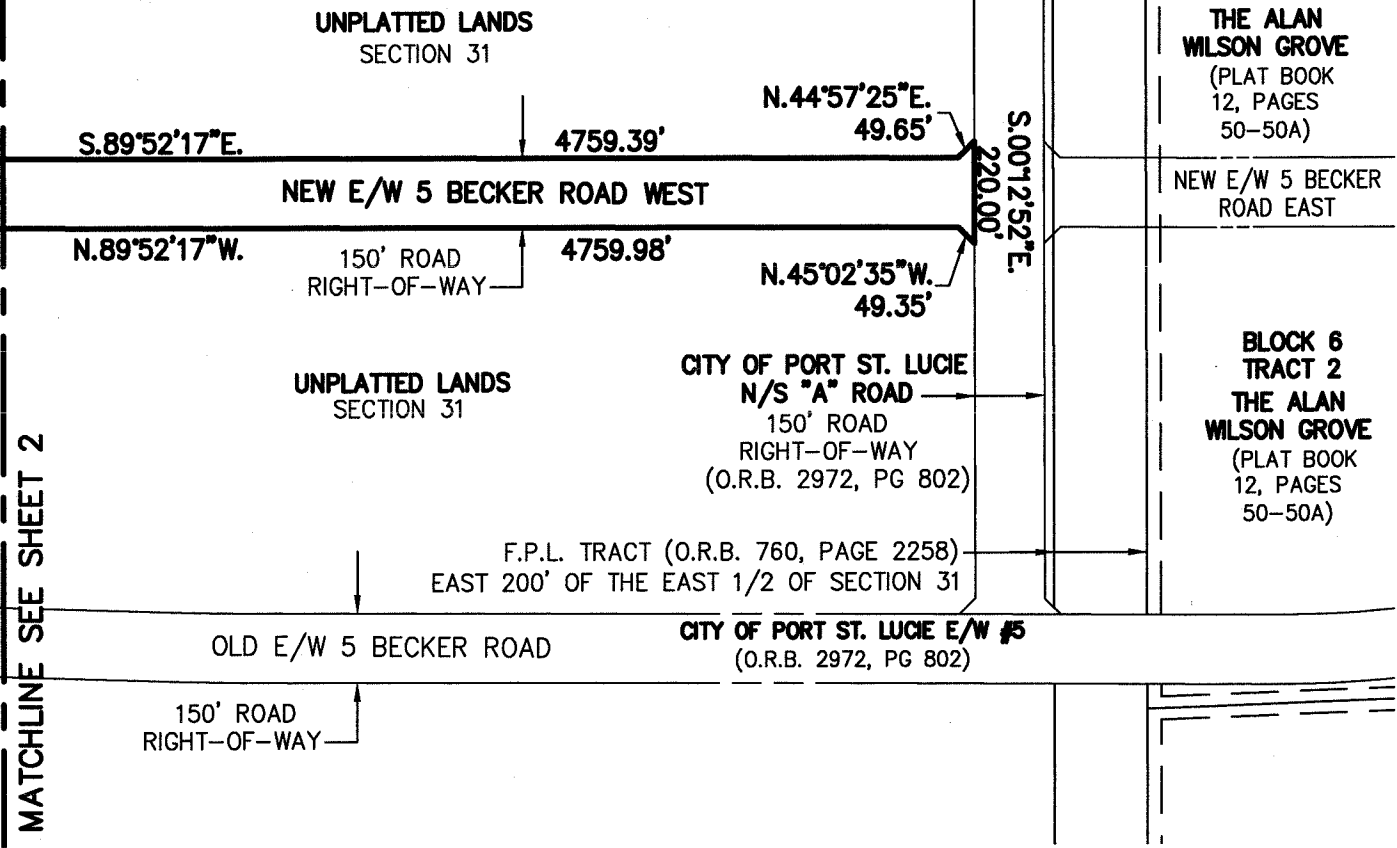 UNPLATTED LANDS
SECTION 31
THE ALAN
WILSON GROVE
(PLAT BOOK
12, PAGES
50-50A)
N.44°57'25"E.
49.65'
S.89°52'17"E.
4759.39'
S.00°12'52"E.
220.00'
NEW E/W 5 BECKER ROAD WEST
NEW E/W 5 BECKER
ROAD EAST
N.89°52'17"W.
4759.98'
150' ROAD
RIGHT-OF-WAY
N.45°02'35"W.
49.35'
UNPLATTED LANDS
SECTION 31
CITY OF PORT ST. LUCIE
N/S "A" ROAD
150' ROAD
RIGHT-OF-WAY
(O.R.B. 2972, PG 802)
BLOCK 6
TRACT 2
THE ALAN
WILSON GROVE
(PLAT BOOK
12, PAGES
50-50A)
MATCHLINE SEE SHEET 2
F.P.L. TRACT (O.R.B. 760, PAGE 2258)
EAST 200' OF THE EAST 1/2 OF SECTION 31
OLD E/W 5 BECKER ROAD
CITY OF PORT ST. LUCIE E/W #5
(O.R.B. 2972, PG 802)
150' ROAD
RIGHT-OF-WAY